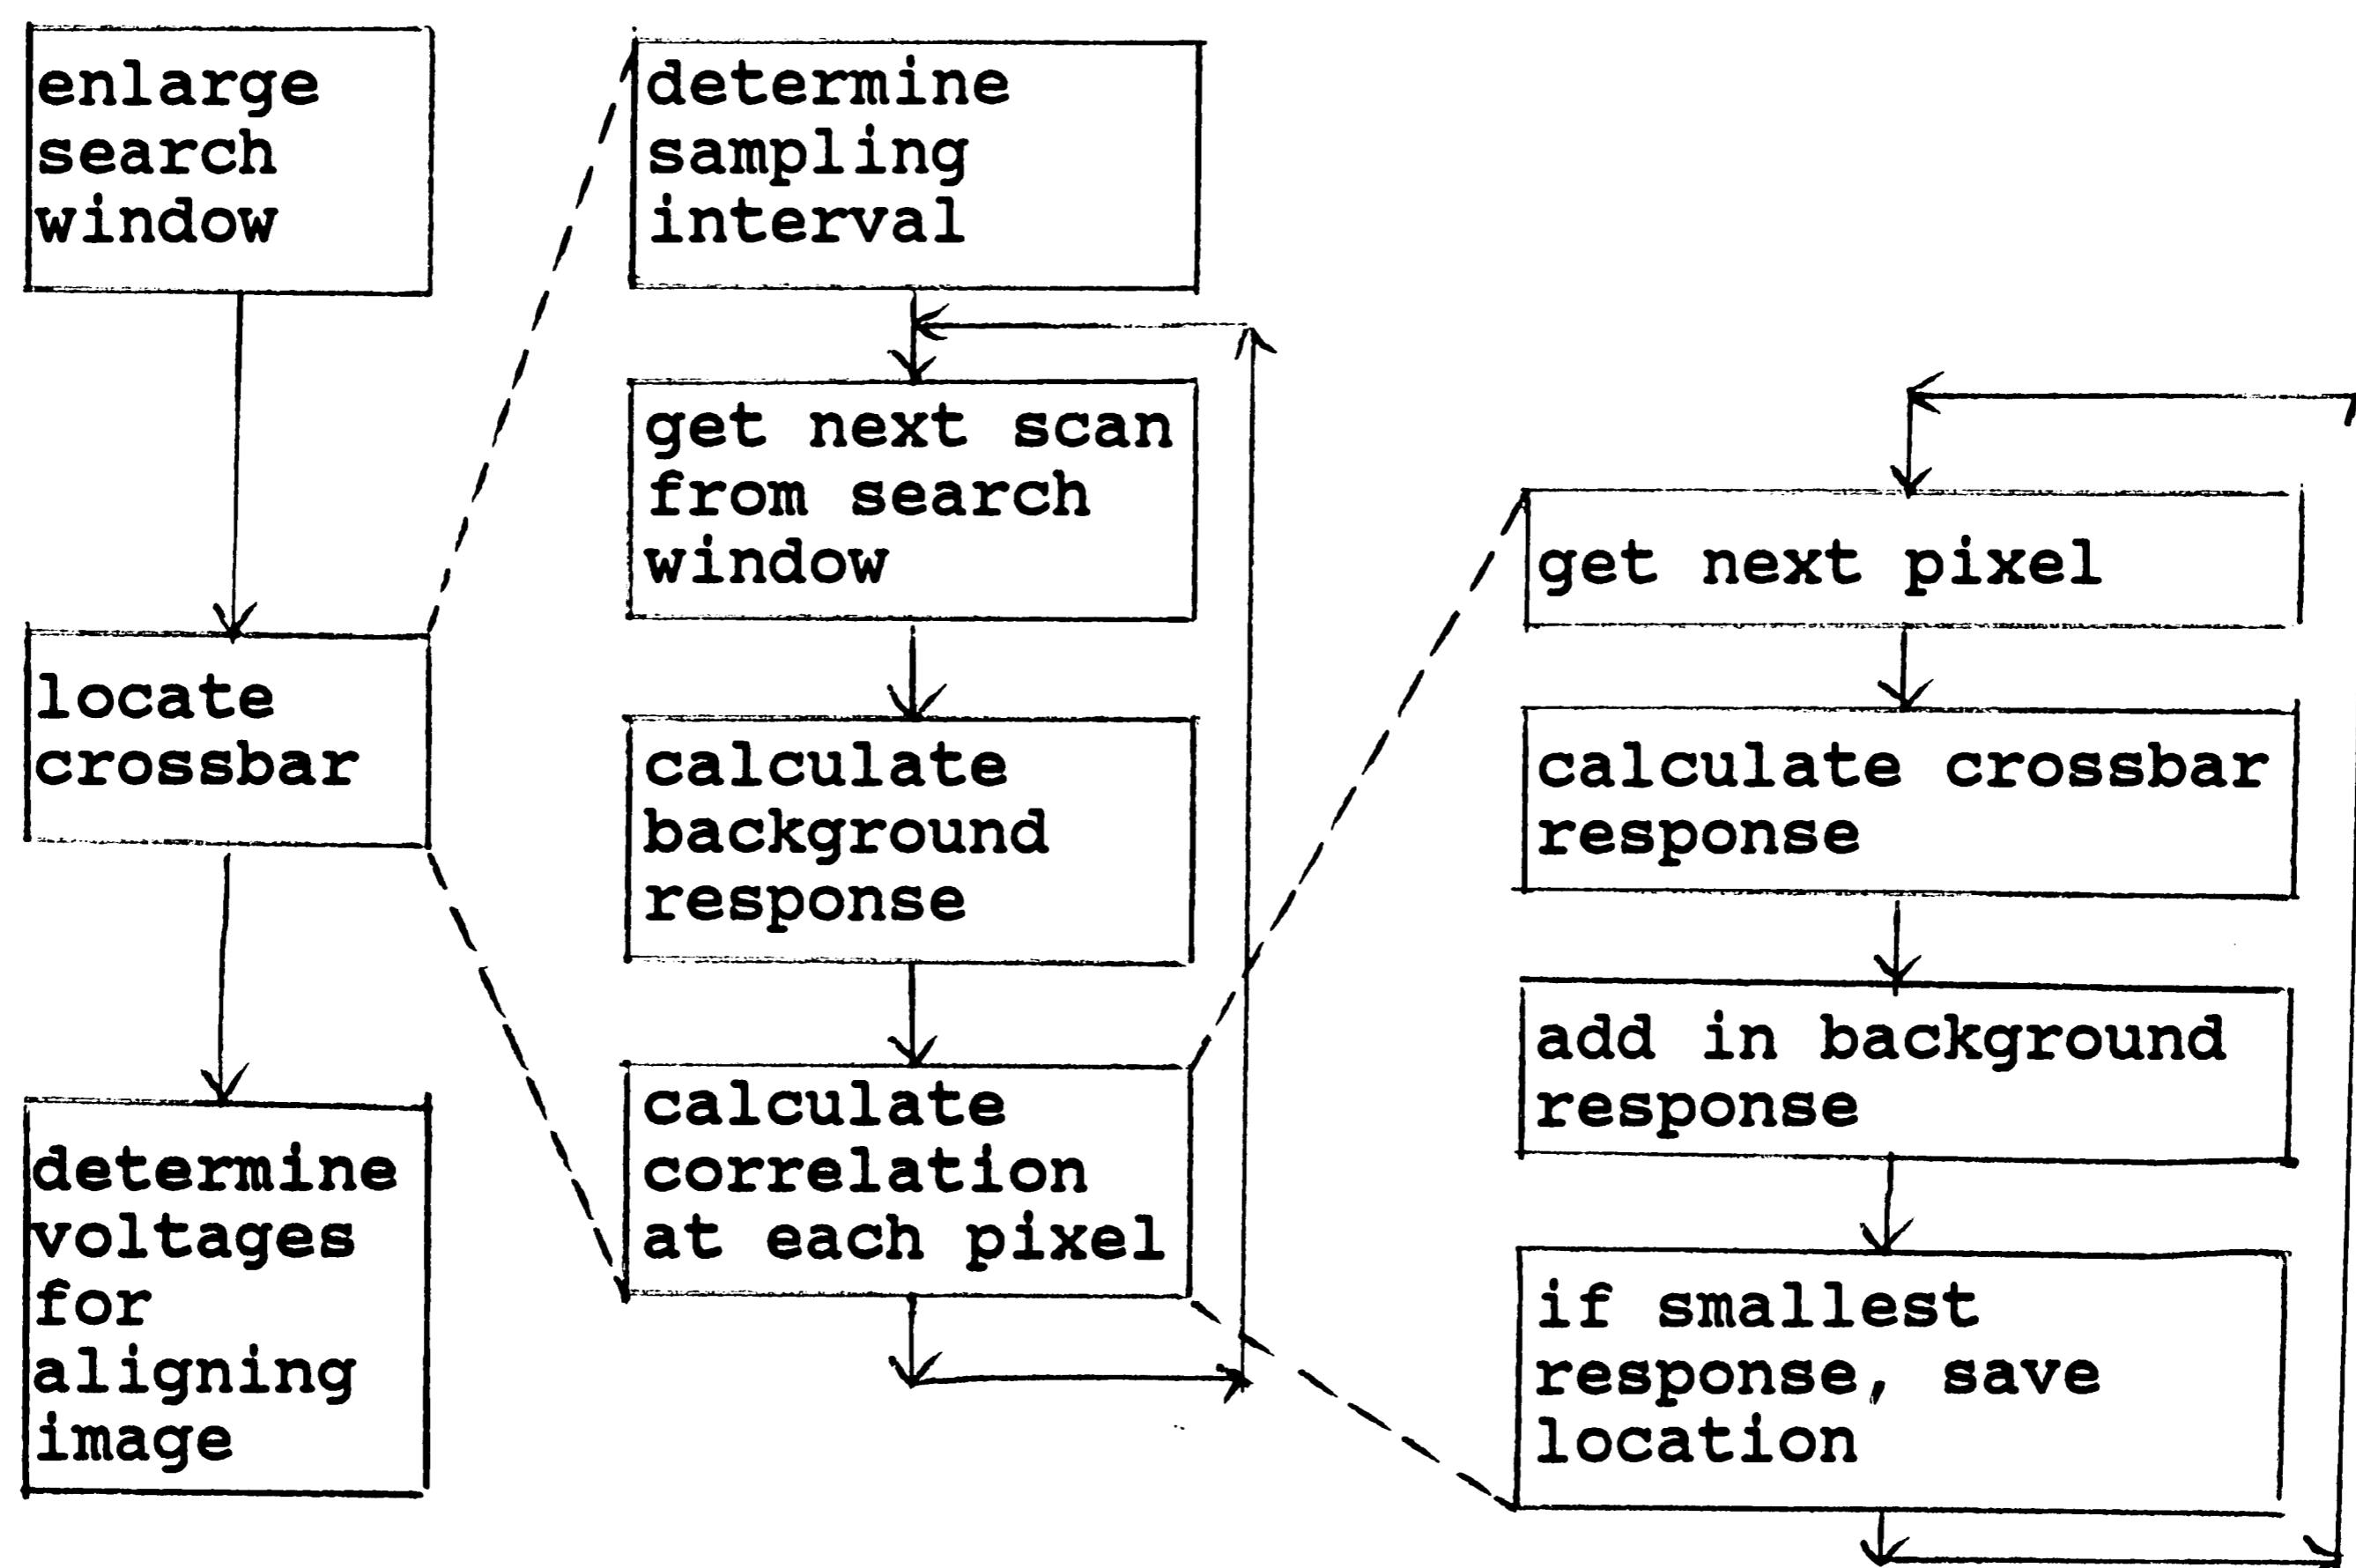 enlarge
search
window
locate
crossbar
determine
voltages
for
aligning
image
determine
sampling
interval
get next scan
from search
window
calculate
background
response
calculate
correlation
at each pixel
get next pixel
calculate crossbar
response
add in background
response
if smallest
response, save
location